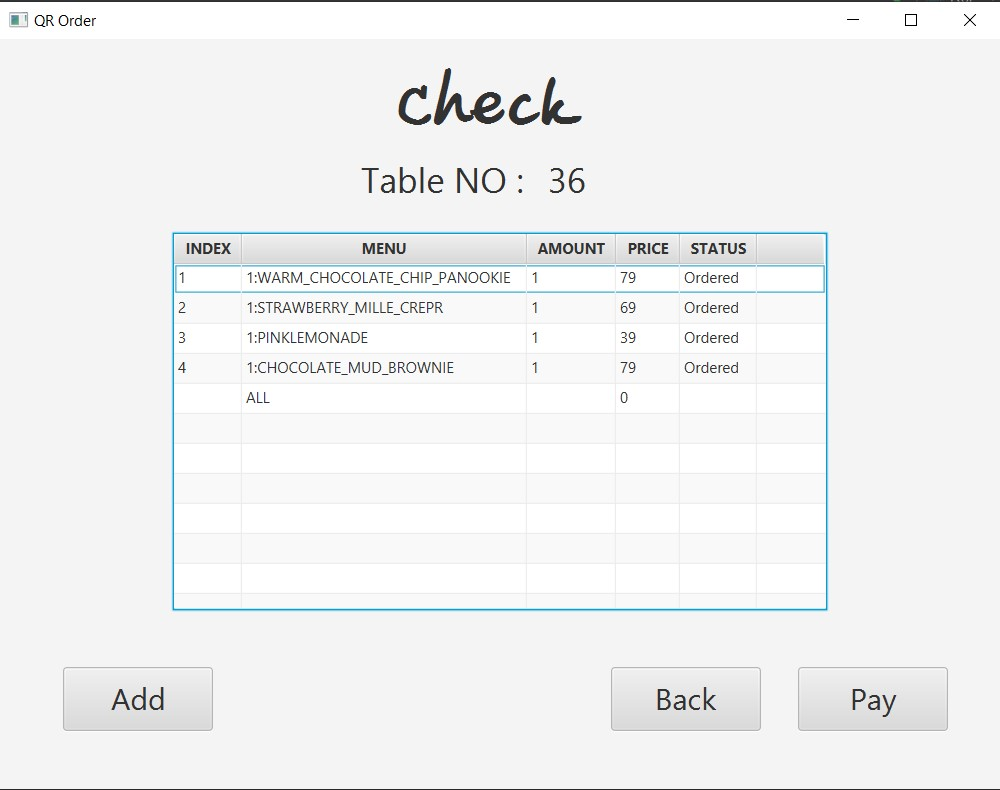 QR Order
Check
Table NO : 36
INDEX MENU AMOUNT PRICE STATUS
1 1:WARM_CHOCOLATE_CHIP_PANOOKIE 1 79 Ordered
2 1:STRAWBERRY_MILLE_CREPR 1 69 Ordered
3 1:PINKLEMONADE 1 39 Ordered
4 1:CHOCOLATE_MUD_BROWNIE 1 79 Ordered
ALL 0
Add Back Pay